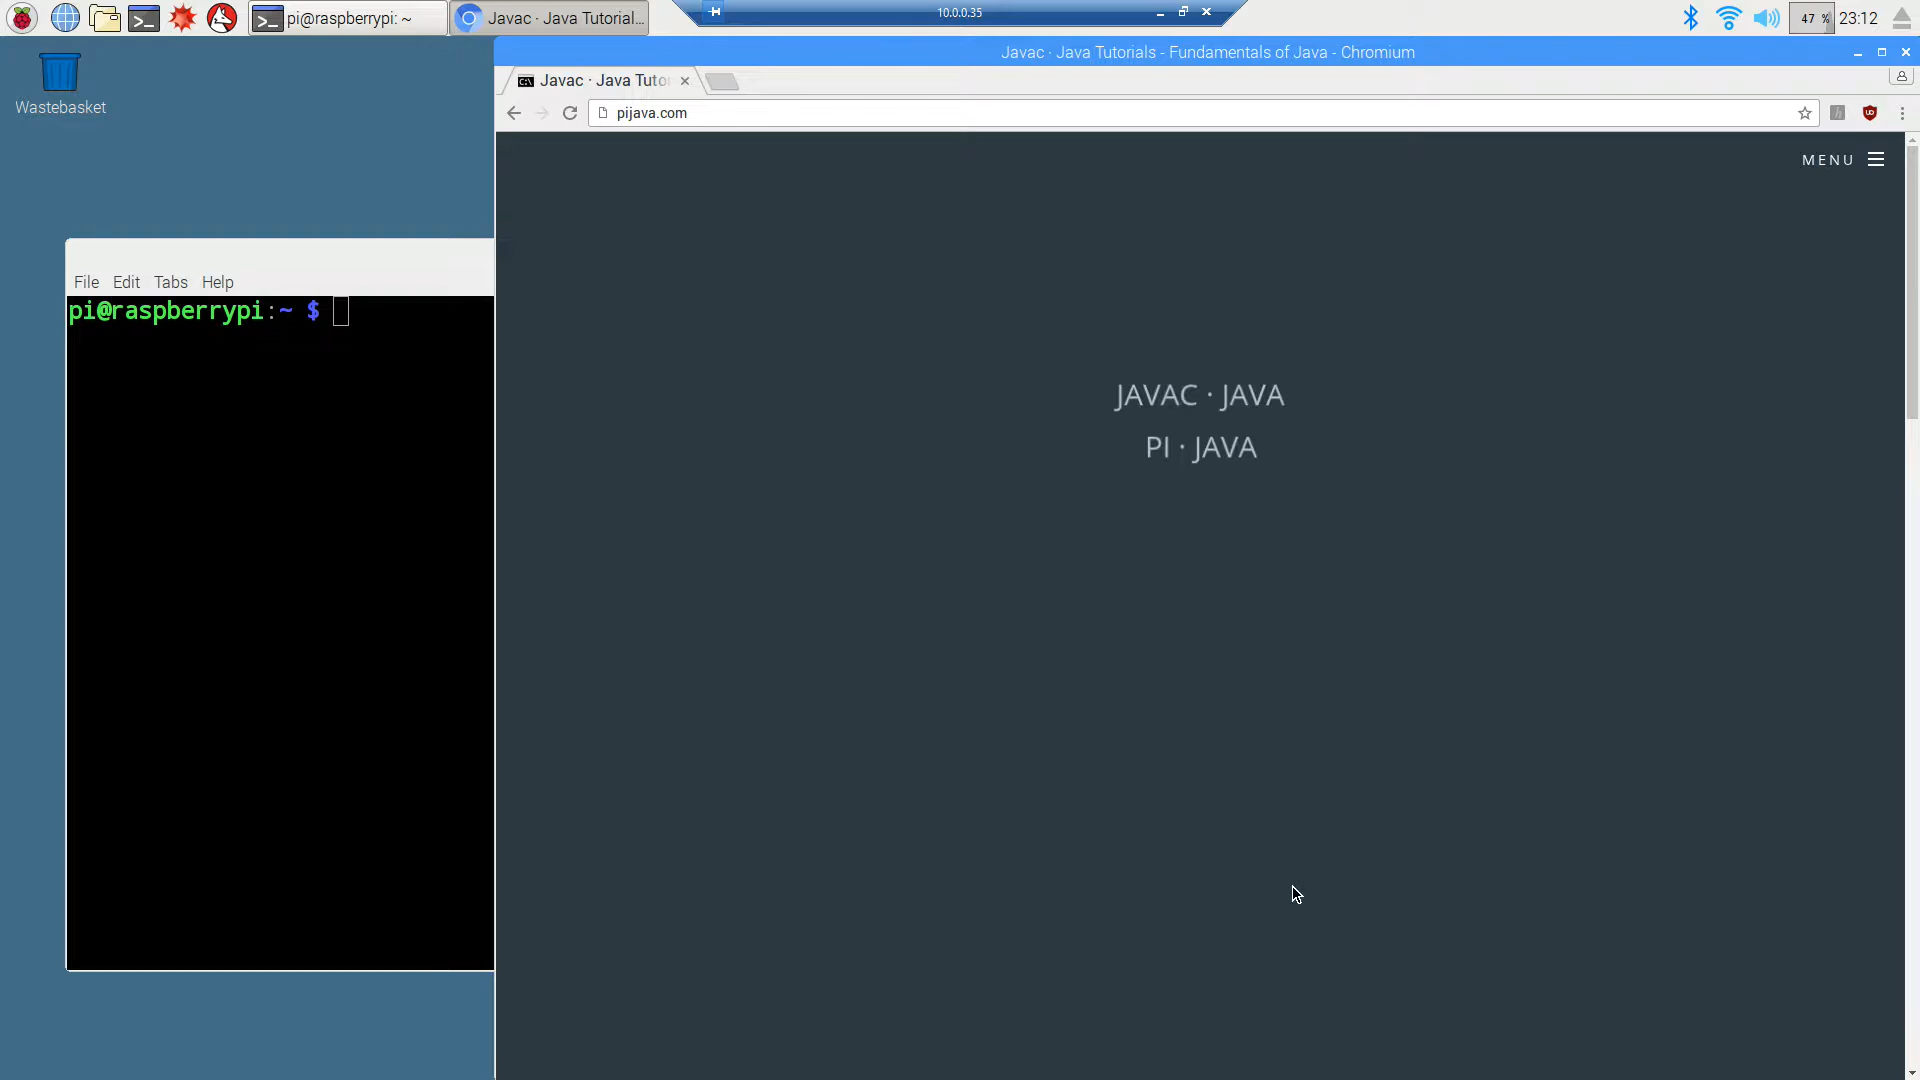 pi@raspberrypi: ~
Javac · Java Tutorial...
10.0.0.35
47 %
23:12
Wastebasket
Javac · Java Tutorials - Fundamentals of Java - Chromium
Javac · Java Tutor
pijava.com
MENU
File Edit Tabs Help
pi@raspberrypi:~ $
JAVAC · JAVA
PI · JAVA